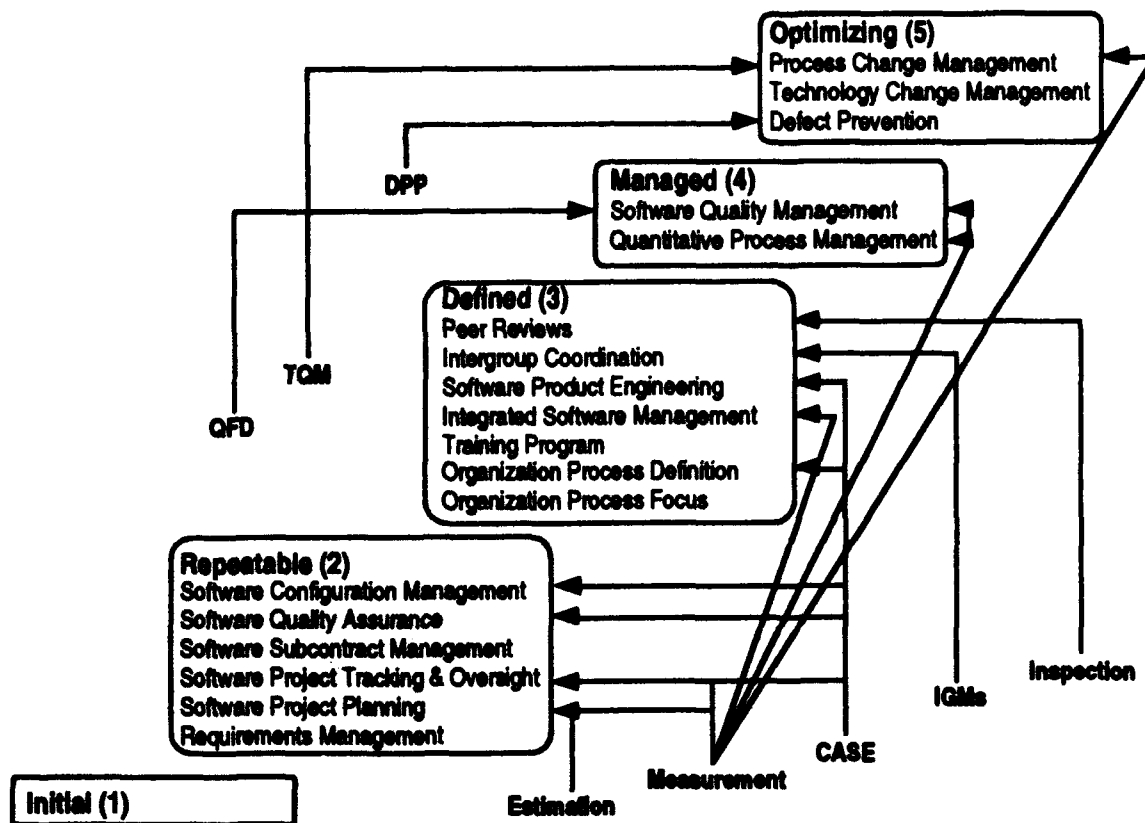 Optimizing (5)
Process Change Management
Technology Change Management
Defect Prevention
DPP
Managed (4)
Software Quality Management
Quantitative Process Management
Defined (3)
Peer Reviews
Intergroup Coordination
Software Product Engineering
Integrated Software Management
Training Program
Organization Process Definition
Organization Process Focus
TQM
QFD
Repeatable (2)
Software Configuration Management
Software Quality Assurance
Software Subcontract Management
Software Project Tracking & Oversight
Software Project Planning
Requirements Management
Inspection
IGMs
CASE
Measurement
Estimation
Initial (1)